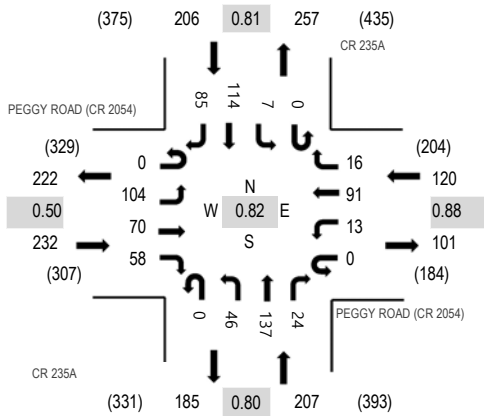 (375) 206 0.81 257 (435)
CR 235A
85 114 7 0
PEGGY ROAD (CR 2054)
(329) 0 16 (204)
222 104 N 91 120
0.50 W 0.82 E 0.88
232 70 S 13 101
(307) 58 0 (184)
0 46 137 24
PEGGY ROAD (CR 2054)
CR 235A
(331) 185 0.80 207 (393)